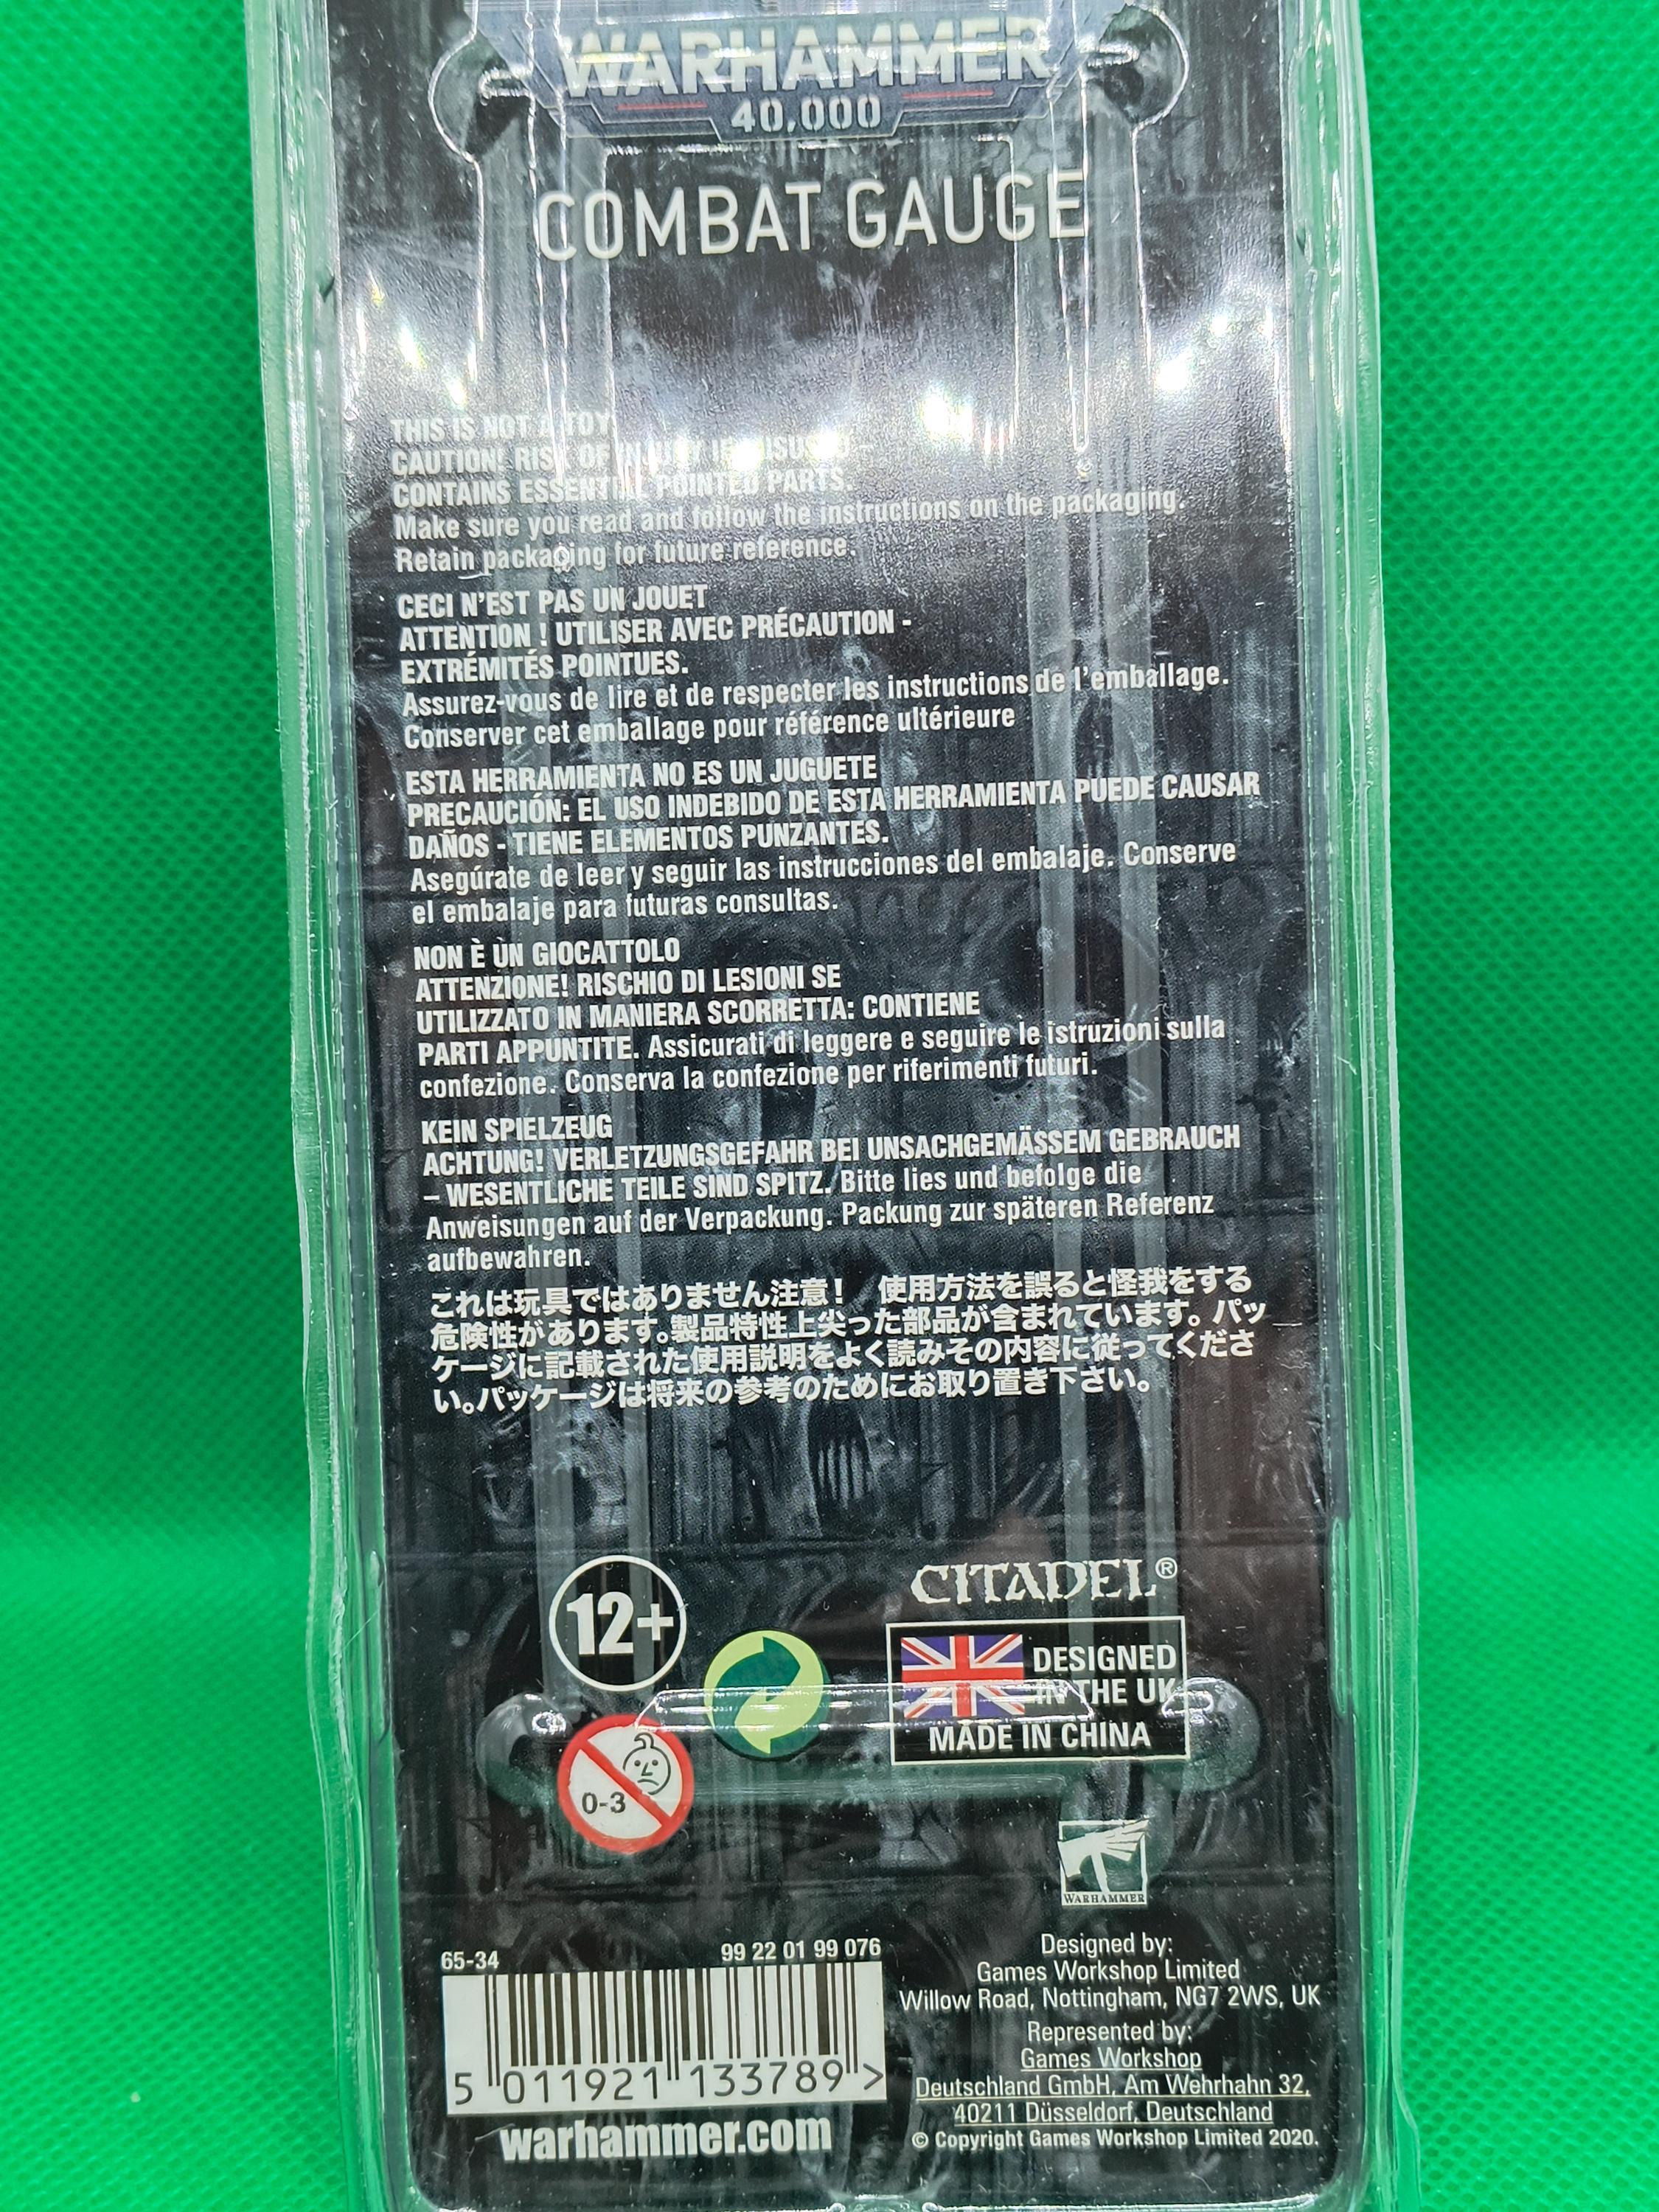 WARHAMMER
40,000
COMBAT GAUGE
THIS IS NOT A TOY
CAUTION! RISK OF INJURY IF MISUSED -
CONTAINS ESSENTIAL POINTED PARTS.
Make sure you read and follow the instructions on the packaging.
Retain packaging for future reference.
CECI N'EST PAS UN JOUET
ATTENTION ! UTILISER AVEC PRÉCAUTION -
EXTRÉMITÉS POINTUES.
Assurez-vous de lire et de respecter les instructions de l'emballage.
Conserver cet emballage pour référence ultérieure
ESTA HERRAMIENTA NO ES UN JUGUETE
PRECAUCIÓN: EL USO INDEBIDO DE ESTA HERRAMIENTA PUEDE CAUSAR
DAÑOS - TIENE ELEMENTOS PUNZANTES.
Asegúrate de leer y seguir las instrucciones del embalaje. Conserve
el embalaje para futuras consultas.
NON È UN GIOCATTOLO
ATTENZIONE! RISCHIO DI LESIONI SE
UTILIZZATO IN MANIERA SCORRETTA: CONTIENE
PARTI APPUNTITE. Assicurati di leggere e seguire le istruzioni sulla
confezione. Conserva la confezione per riferimenti futuri.
KEIN SPIELZEUG
ACHTUNG! VERLETZUNGSGEFAHR BEI UNSACHGEMÄSSEM GEBRAUCH
– WESENTLICHE TEILE SIND SPITZ. Bitte lies und befolge die
Anweisungen auf der Verpackung. Packung zur späteren Referenz
aufbewahren.
これは玩具ではありません注意！ 使用方法を誤ると怪我をする
危険性があります。製品特性上尖った部品が含まれています。パッ
ケージに記載された使用説明をよく読みその内容に従ってくださ
い。パッケージは将来の参考のためにお取り置き下さい。
12+
CITADEL®
DESIGNED
IN THE UK
MADE IN CHINA
0-3
WARHAMMER
65-34 99 22 01 99 076
5 011921 133789 >
warhammer.com
Designed by:
Games Workshop Limited
Willow Road, Nottingham, NG7 2WS, UK
Represented by:
Games Workshop
Deutschland GmbH, Am Wehrhahn 32,
40211 Düsseldorf, Deutschland
© Copyright Games Workshop Limited 2020.